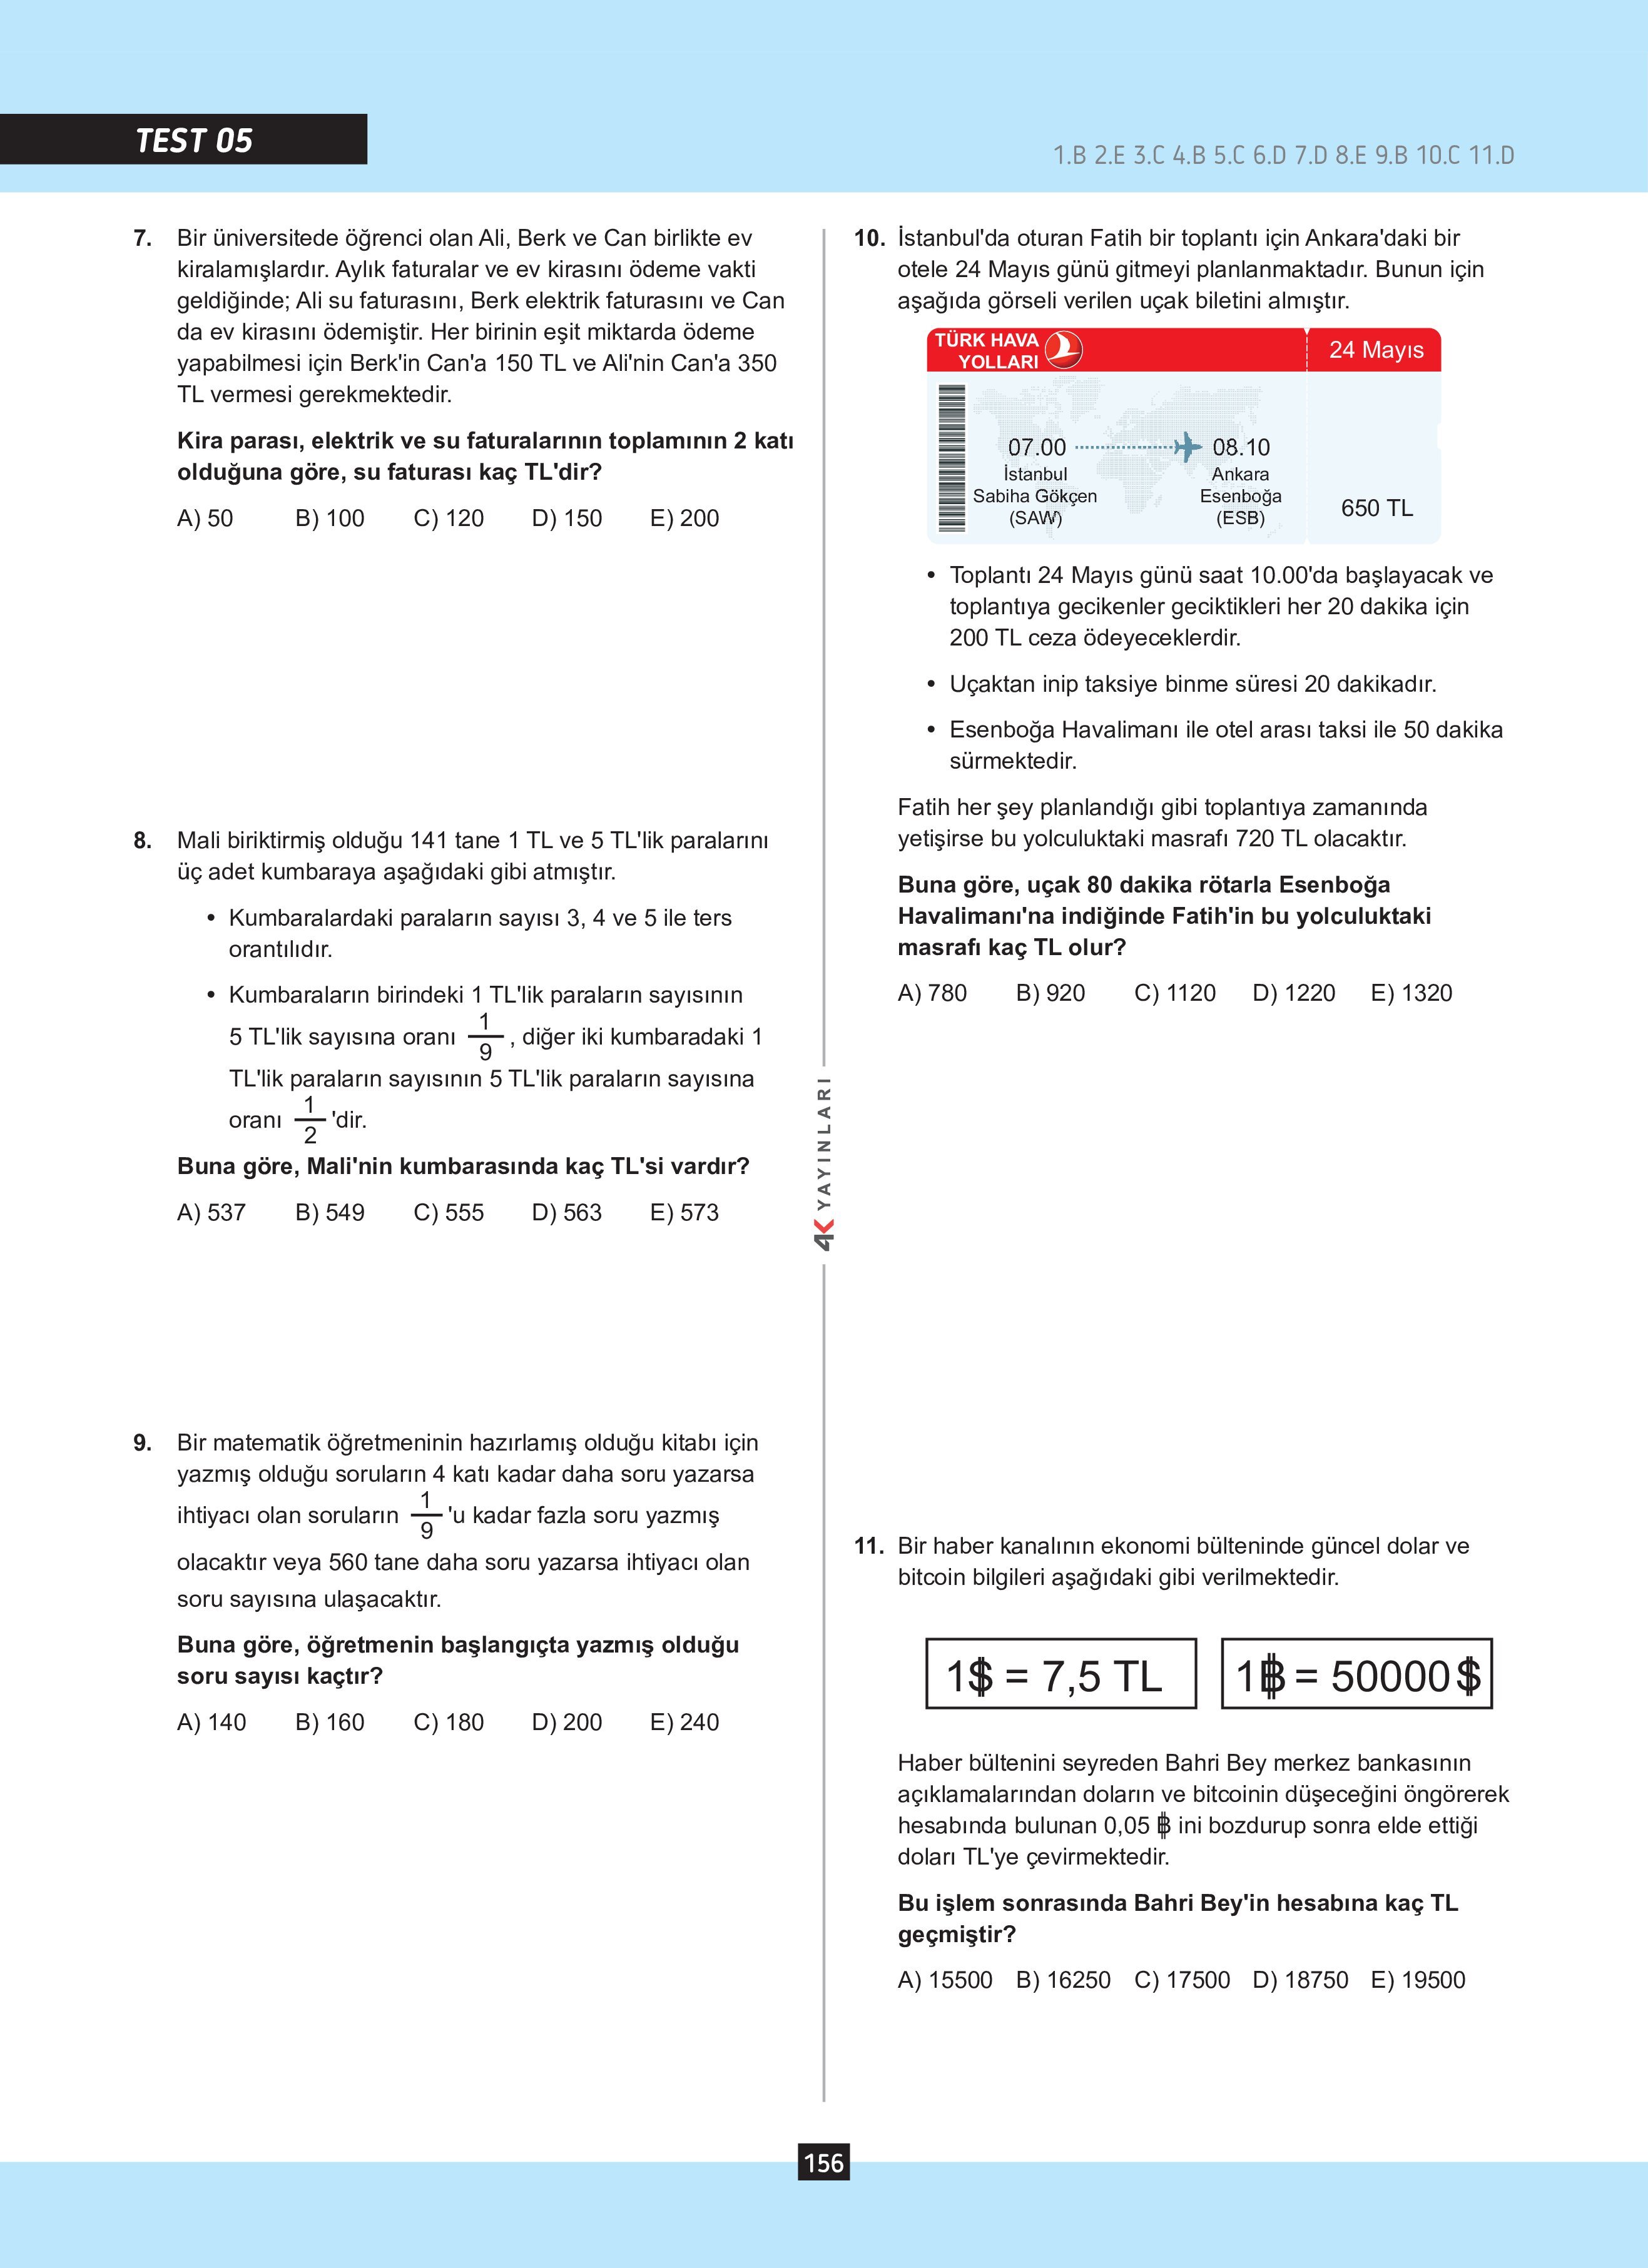 TEST 05
1.B 2.E 3.C 4.B 5.C 6.D 7.D 8.E 9.B 10.C 11.D
7. Bir üniversitede öğrenci olan Ali, Berk ve Can birlikte ev
kiralamışlardır. Aylık faturalar ve ev kirasını ödeme vakti
geldiğinde; Ali su faturasını, Berk elektrik faturasını ve Can
da ev kirasını ödemiştir. Her birinin eşit miktarda ödeme
yapabilmesi için Berk'in Can'a 150 TL ve Ali'nin Can'a 350
TL vermesi gerekmektedir.
Kira parası, elektrik ve su faturalarının toplamının 2 katı
olduğuna göre, su faturası kaç TL'dir?
A) 50 B) 100 C) 120 D) 150 E) 200
8. Mali biriktirmiş olduğu 141 tane 1 TL ve 5 TL'lik paralarını
üç adet kumbaraya aşağıdaki gibi atmıştır.
• Kumbaralardaki paraların sayısı 3, 4 ve 5 ile ters
orantılıdır.
• Kumbaraların birindeki 1 TL'lik paraların sayısının
5 TL'lik sayısına oranı 1/9, diğer iki kumbaradaki 1
TL'lik paraların sayısının 5 TL'lik paraların sayısına
oranı 1/2 'dir.
Buna göre, Mali'nin kumbarasında kaç TL'si vardır?
A) 537 B) 549 C) 555 D) 563 E) 573
9. Bir matematik öğretmeninin hazırlamış olduğu kitabı için
yazmış olduğu soruların 4 katı kadar daha soru yazarsa
ihtiyacı olan soruların 1/9 'u kadar fazla soru yazmış
olacaktır veya 560 tane daha soru yazarsa ihtiyacı olan
soru sayısına ulaşacaktır.
Buna göre, öğretmenin başlangıçta yazmış olduğu
soru sayısı kaçtır?
A) 140 B) 160 C) 180 D) 200 E) 240
4K YAYINLARI
10. İstanbul'da oturan Fatih bir toplantı için Ankara'daki bir
otele 24 Mayıs günü gitmeyi planlanmaktadır. Bunun için
aşağıda görseli verilen uçak biletini almıştır.
TÜRK HAVA
YOLLARI
24 Mayıs
07.00 08.10
İstanbul Ankara
Sabiha Gökçen Esenboğa
(SAW) (ESB)
650 TL
• Toplantı 24 Mayıs günü saat 10.00'da başlayacak ve
toplantıya gecikenler geciktikleri her 20 dakika için
200 TL ceza ödeyeceklerdir.
• Uçaktan inip taksiye binme süresi 20 dakikadır.
• Esenboğa Havalimanı ile otel arası taksi ile 50 dakika
sürmektedir.
Fatih her şey planlandığı gibi toplantıya zamanında
yetişirse bu yolculuktaki masrafı 720 TL olacaktır.
Buna göre, uçak 80 dakika rötarla Esenboğa
Havalimanı'na indiğinde Fatih'in bu yolculuktaki
masrafı kaç TL olur?
A) 780 B) 920 C) 1120 D) 1220 E) 1320
11. Bir haber kanalının ekonomi bülteninde güncel dolar ve
bitcoin bilgileri aşağıdaki gibi verilmektedir.
1$ = 7,5 TL
1₿ = 50000$
Haber bültenini seyreden Bahri Bey merkez bankasının
açıklamalarından doların ve bitcoinin düşeceğini öngörerek
hesabında bulunan 0,05 ₿ ini bozdurup sonra elde ettiği
doları TL'ye çevirmektedir.
Bu işlem sonrasında Bahri Bey'in hesabına kaç TL
geçmiştir?
A) 15500 B) 16250 C) 17500 D) 18750 E) 19500
156